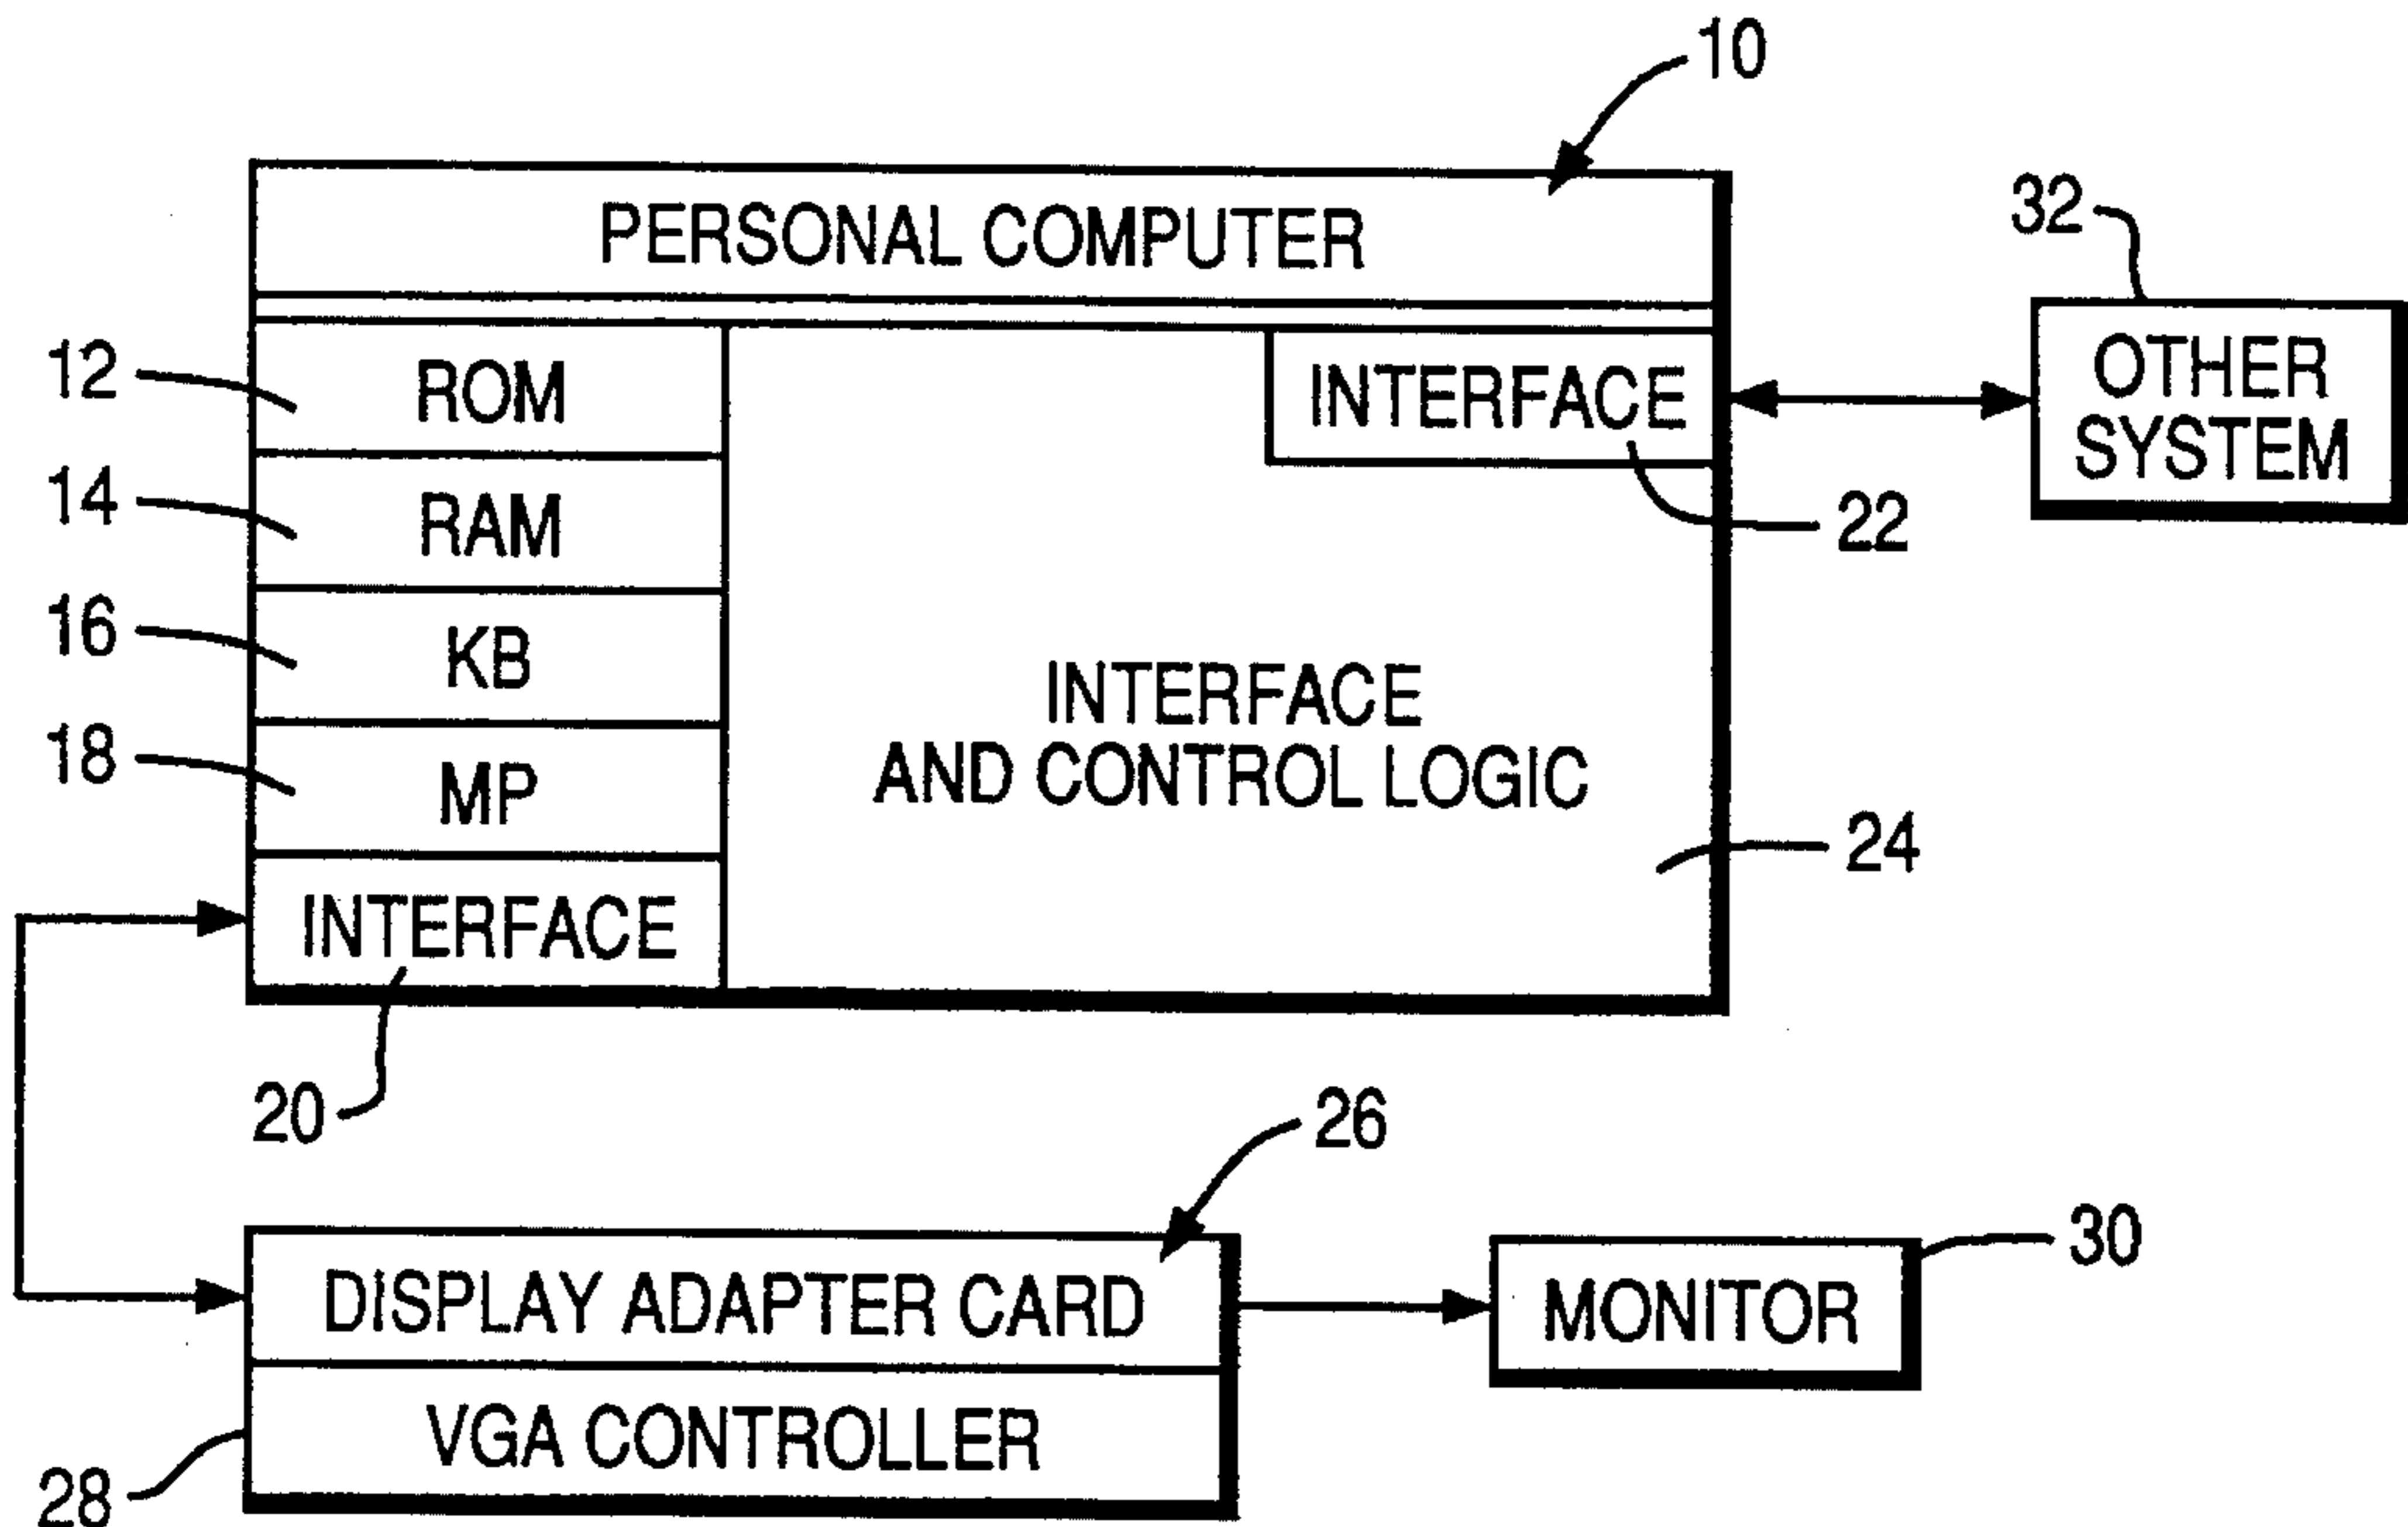 10
PERSONAL COMPUTER
32
12
ROM
INTERFACE
OTHER
SYSTEM
14
RAM
22
16
KB
INTERFACE
AND CONTROL LOGIC
18
MP
24
INTERFACE
20
26
30
DISPLAY ADAPTER CARD
MONITOR
VGA CONTROLLER
28